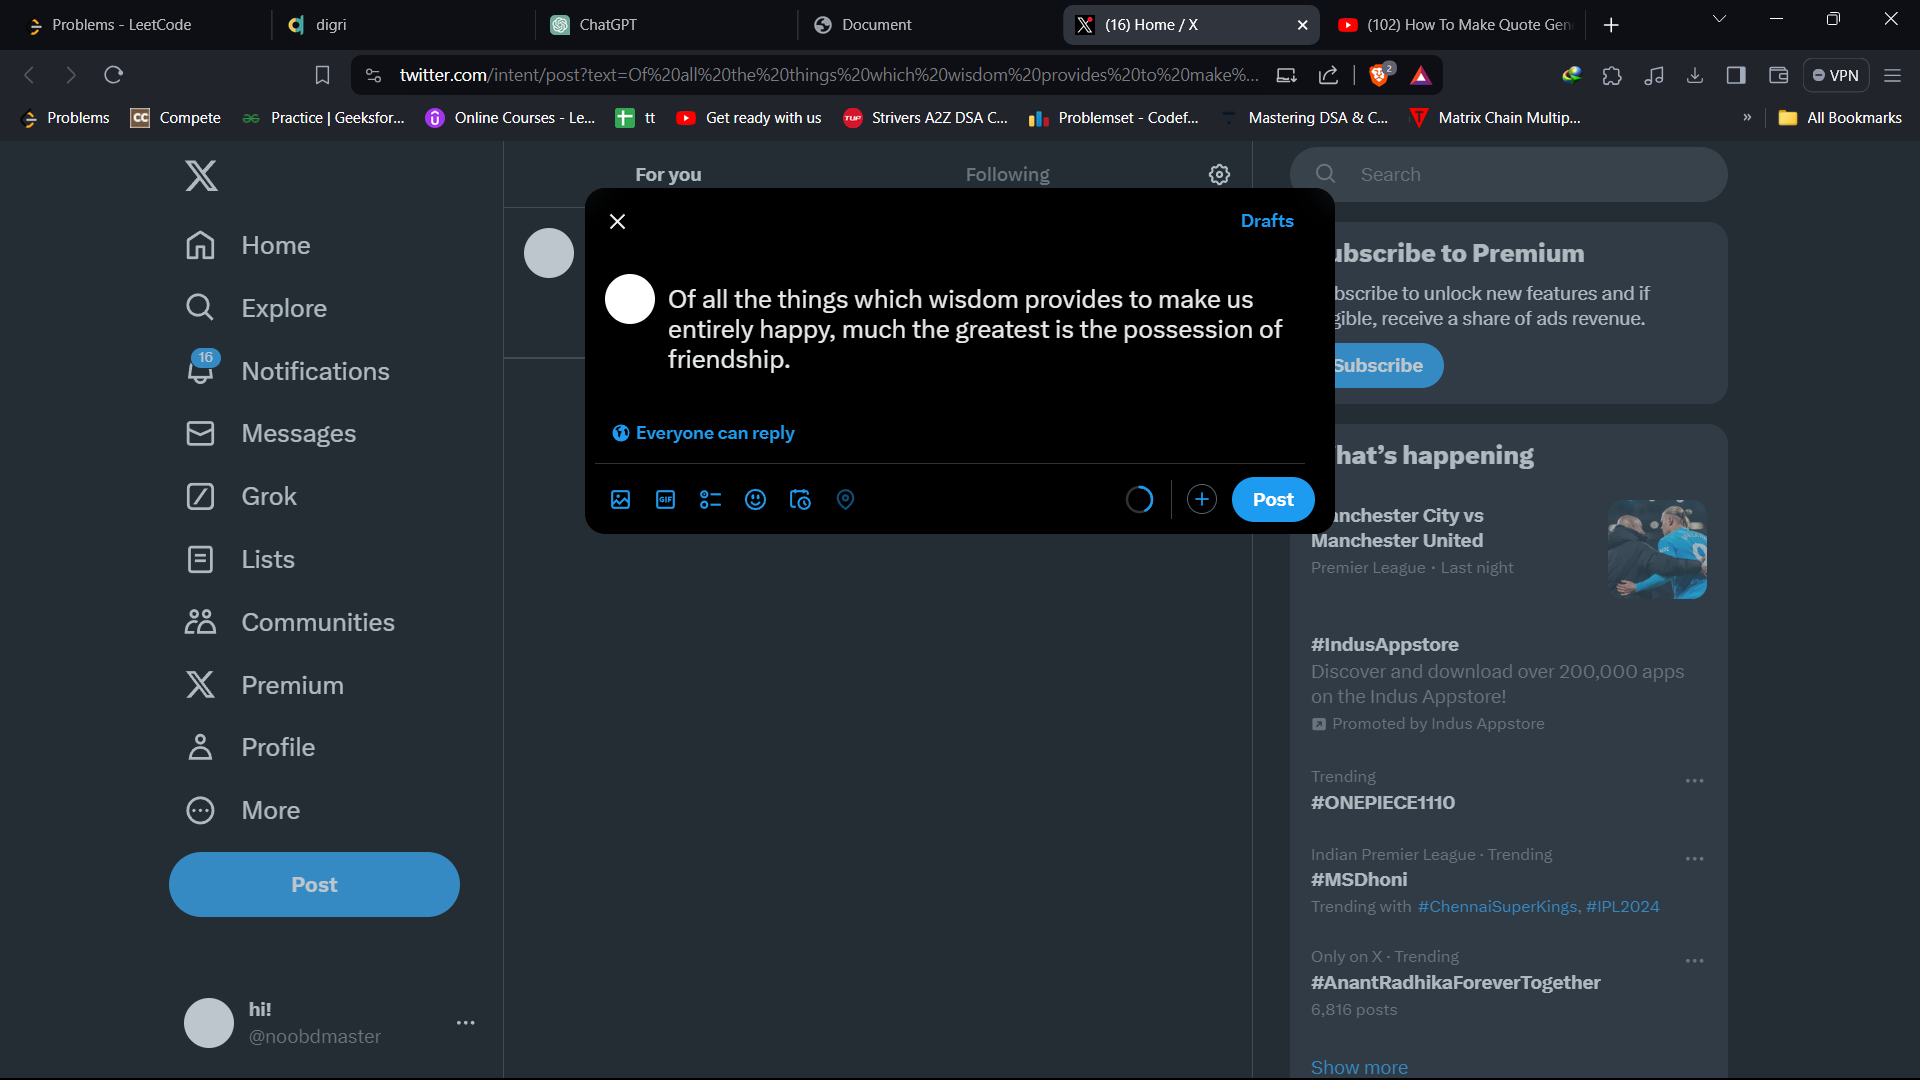 Problems - LeetCode
digri
ChatGPT
Document
(16) Home / X
(102) How To Make Quote Gen
twitter.com/intent/post?text=Of%20all%20the%20things%20which%20wisdom%20provides%20to%20make%...
2
VPN
Problems
CC Compete
Practice | Geeksfor...
Online Courses - Le...
tt
Get ready with us
TUF Strivers A2Z DSA C...
Problemset - Codef...
Mastering DSA & C...
Matrix Chain Multip...
»
All Bookmarks
Home
Explore
16
Notifications
Messages
Grok
Lists
Communities
Premium
Profile
More
Post
hi!
@noobdmaster
For you
Following
Drafts
Of all the things which wisdom provides to make us
entirely happy, much the greatest is the possession of
friendship.
Everyone can reply
GIF
Post
Search
ubscribe to Premium
bscribe to unlock new features and if
gible, receive a share of ads revenue.
Subscribe
hat's happening
anchester City vs
Manchester United
Premier League · Last night
#IndusAppstore
Discover and download over 200,000 apps
on the Indus Appstore!
Promoted by Indus Appstore
Trending
#ONEPIECE1110
Indian Premier League · Trending
#MSDhoni
Trending with #ChennaiSuperKings, #IPL2024
Only on X · Trending
#AnantRadhikaForeverTogether
6,816 posts
Show more